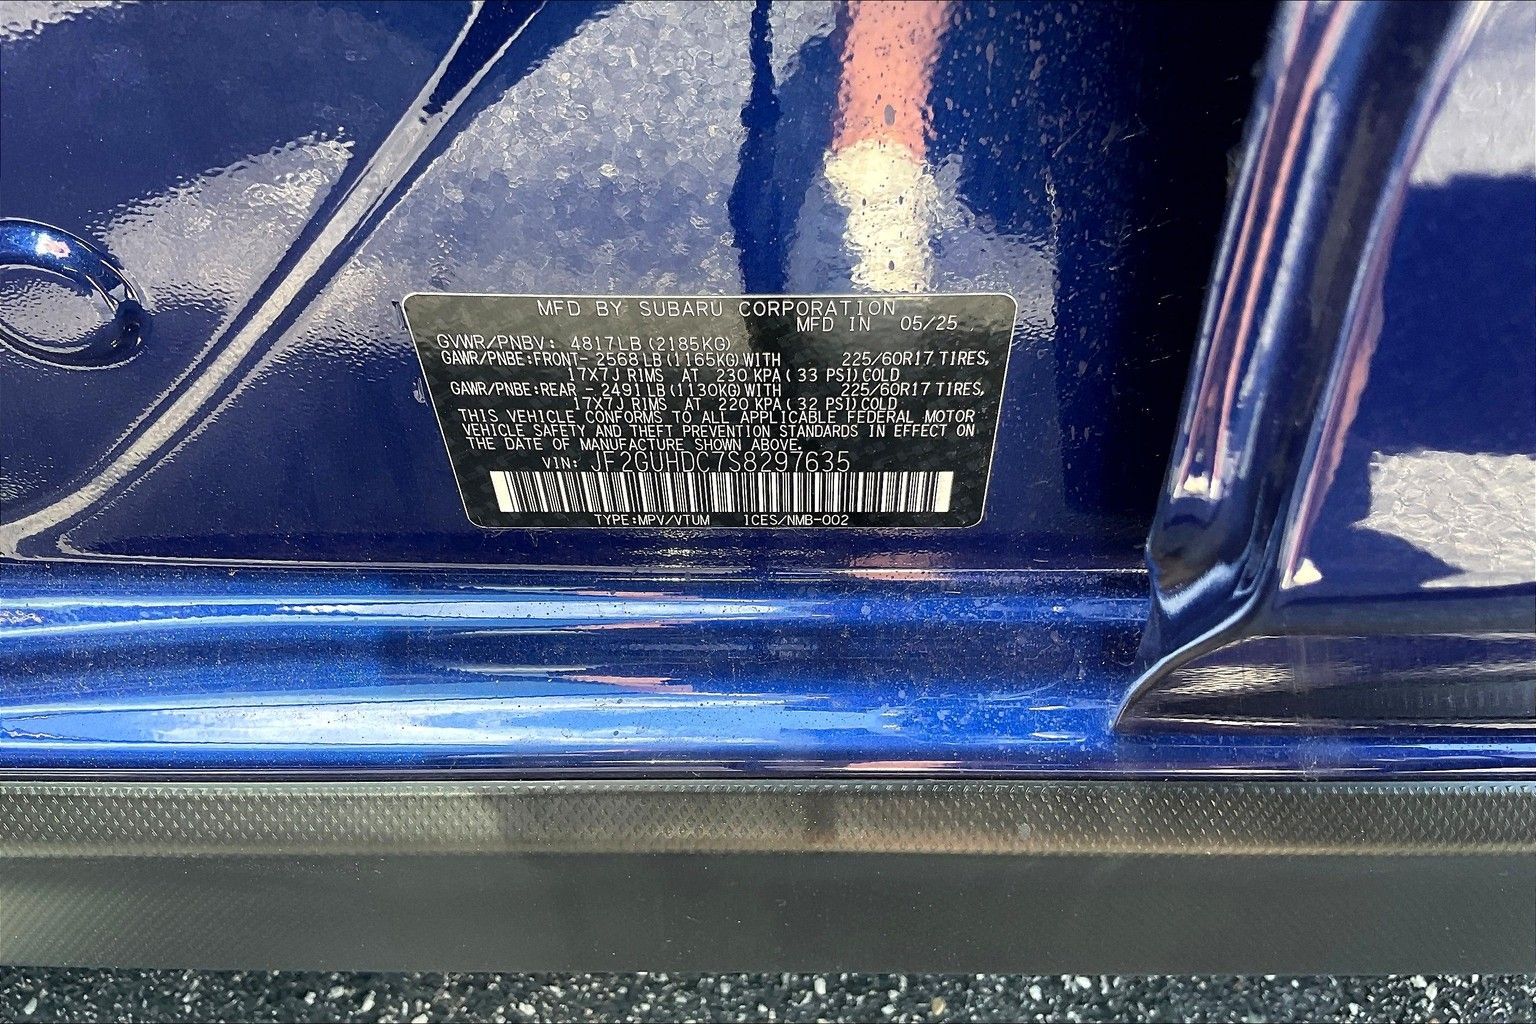 MFD BY SUBARU CORPORATION
MFD IN 05/25
GVWR/PNBV: 4817LB(2185KG)
GAWR/PNBE:FRONT- 2568LB(1165KG)WITH 225/60R17 TIRES,
17X7J RIMS AT 230 KPA( 33 PSI)COLD
GAWR/PNBE:REAR - 2491LB(1130KG)WITH 225/60R17 TIRES,
17X7J RIMS AT 220 KPA( 32 PSI)COLD
THIS VEHICLE CONFORMS TO ALL APPLICABLE FEDERAL MOTOR
VEHICLE SAFETY AND THEFT PREVENTION STANDARDS IN EFFECT ON
THE DATE OF MANUFACTURE SHOWN ABOVE.
VIN: JF2GUHDC7S8297635
TYPE:MPV/VTUM ICES/NMB-002